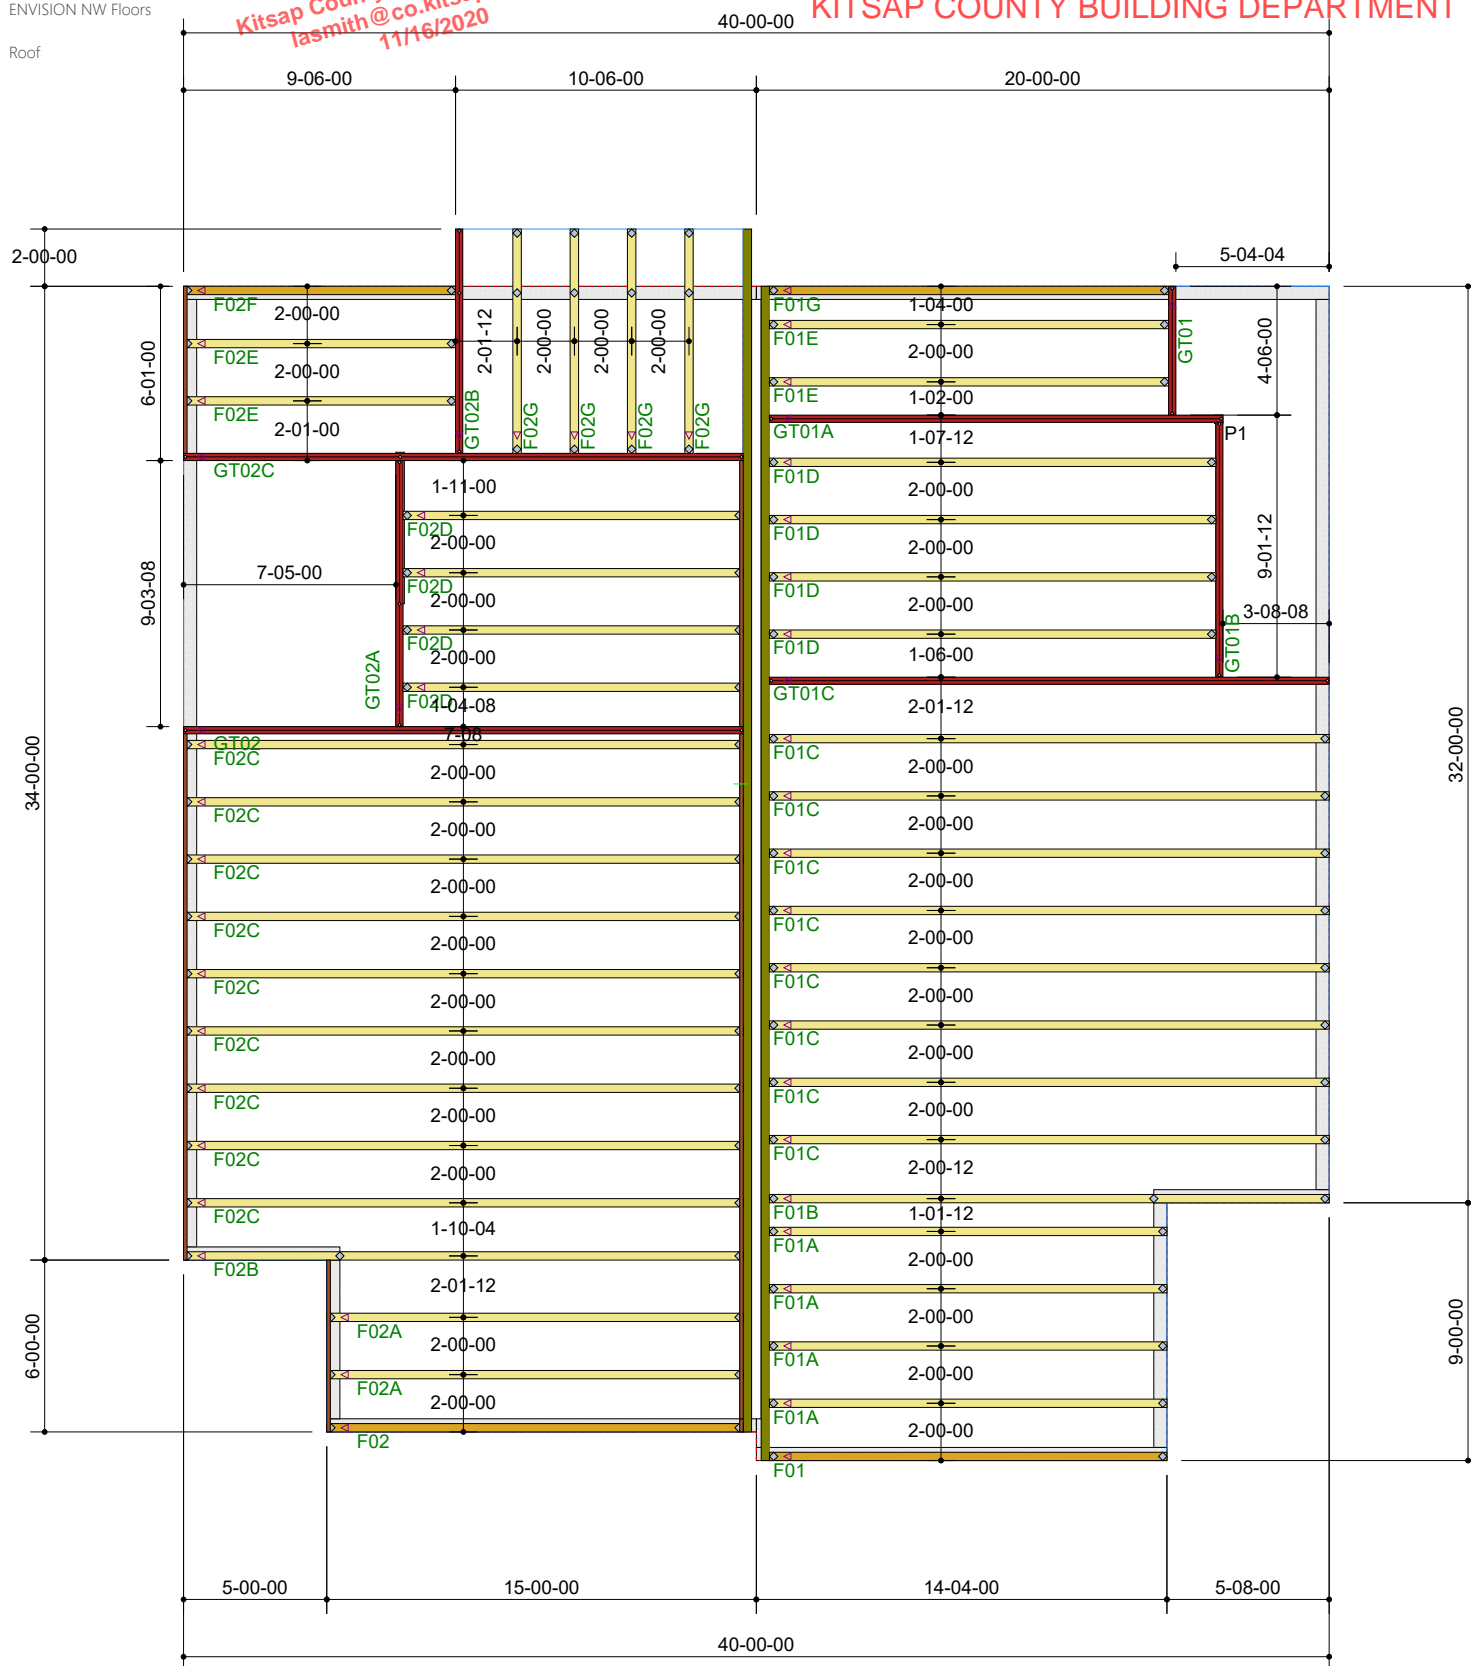 ENVISION NW Floors
Kitsap
lasmith@co.kitsap
KITSAP COUNTY BUILDING DEPARTMENT
11/16/2020
40-00-00
Roof
9-06-00
10-06-00
20-00-00
2-00-00
5-04-04
F02F
2-00-00
F02E
2-00-00
F02E
2-01-00
6-01-00
2-01-12
2-00-00
2-00-00
2-00-00
GT02B
F02G
F02G
F02G
F02G
F01G
1-04-00
F01E
2-00-00
F01E
1-02-00
GT01
4-06-00
GT01A
P1
1-07-12
GT02C
1-11-00
F02D
2-00-00
F02D
2-00-00
F02D
2-00-00
F02D
1-04-08
7-05-00
9-03-08
GT02A
F01D
2-00-00
F01D
2-00-00
F01D
2-00-00
F01D
1-06-00
9-01-12
3-08-08
GT01B
GT01C
2-01-12
GT02
7-08
F02C
2-00-00
F02C
2-00-00
F02C
2-00-00
F02C
2-00-00
F02C
2-00-00
F02C
2-00-00
F02C
2-00-00
F02C
2-00-00
F02C
1-10-04
F02B
2-01-12
F02A
2-00-00
F02A
2-00-00
F02
34-00-00
6-00-00
F01C
2-00-00
F01C
2-00-00
F01C
2-00-00
F01C
2-00-00
F01C
2-00-00
F01C
2-00-00
F01C
2-00-00
F01C
2-00-12
F01B
1-01-12
F01A
2-00-00
F01A
2-00-00
F01A
2-00-00
F01A
2-00-00
F01
32-00-00
9-00-00
5-00-00
15-00-00
14-04-00
5-08-00
40-00-00